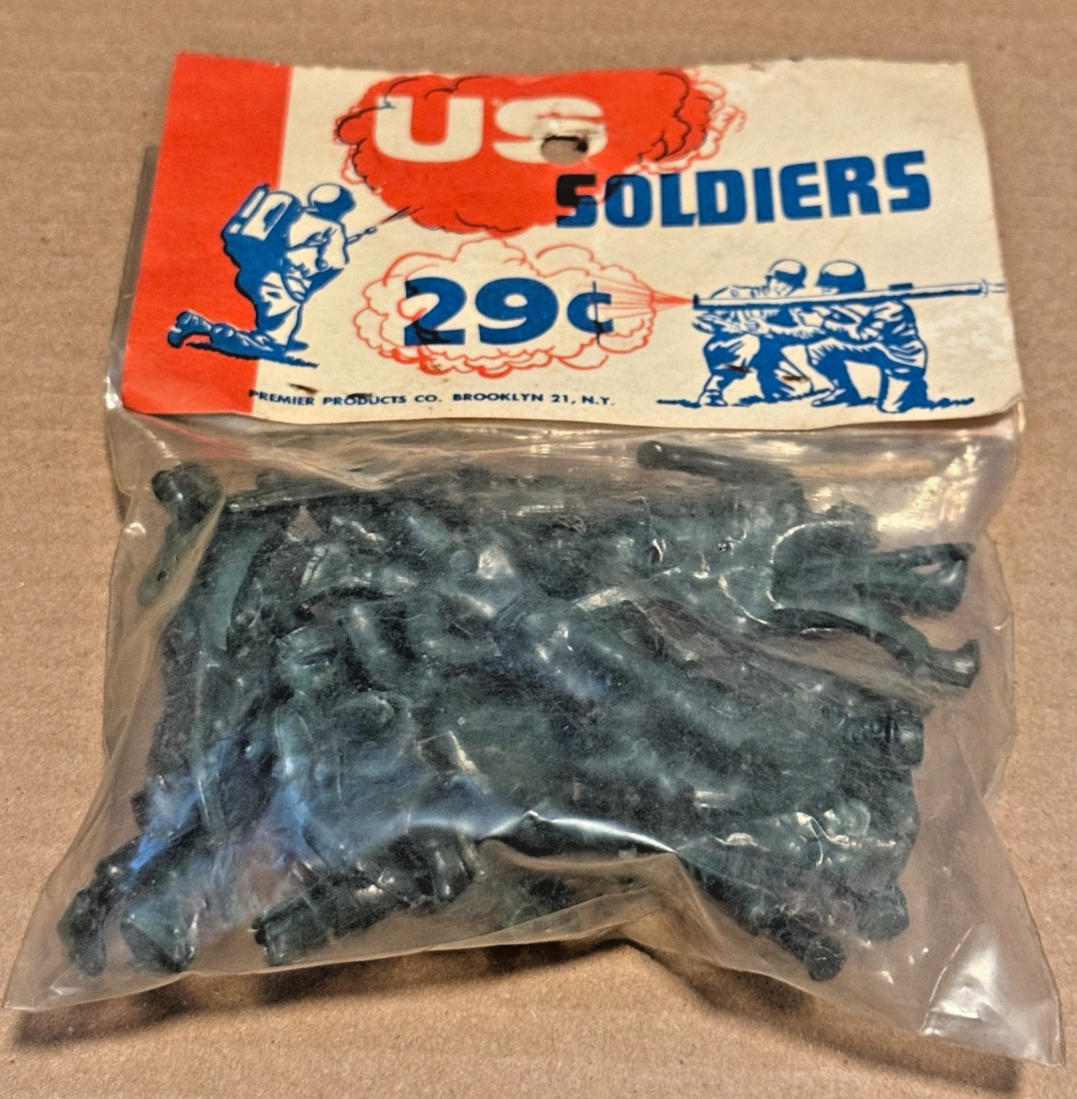 US
SOLDIERS
29¢
PREMIER PRODUCTS CO. BROOKLYN 21, N.Y.